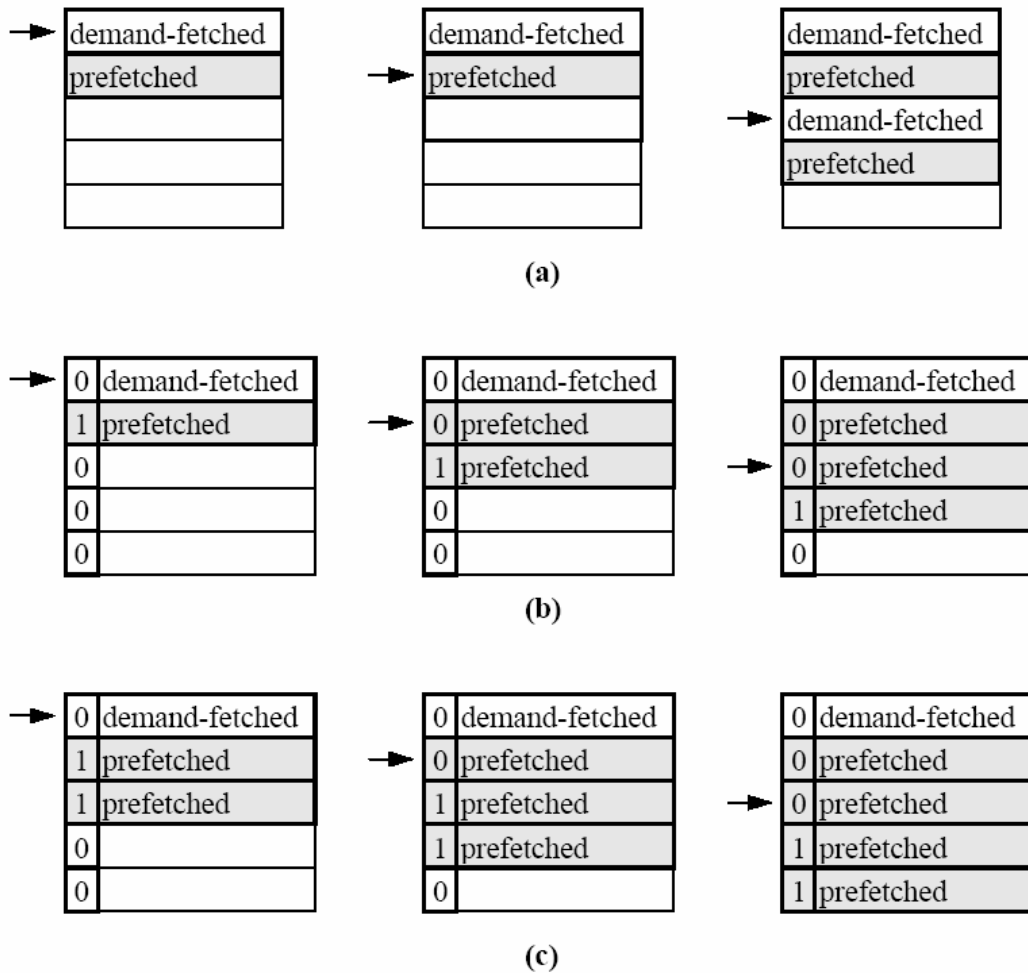 demand-fetched demand-fetched demand-fetched
prefetched prefetched prefetched
demand-fetched
prefetched
(a)
0 demand-fetched 0 demand-fetched 0 demand-fetched
1 prefetched 0 prefetched 0 prefetched
0 1 prefetched 0 prefetched
0 0 1 prefetched
0 0 0
(b)
0 demand-fetched 0 demand-fetched 0 demand-fetched
1 prefetched 0 prefetched 0 prefetched
1 prefetched 1 prefetched 0 prefetched
0 1 prefetched 1 prefetched
0 0 1 prefetched
(c)